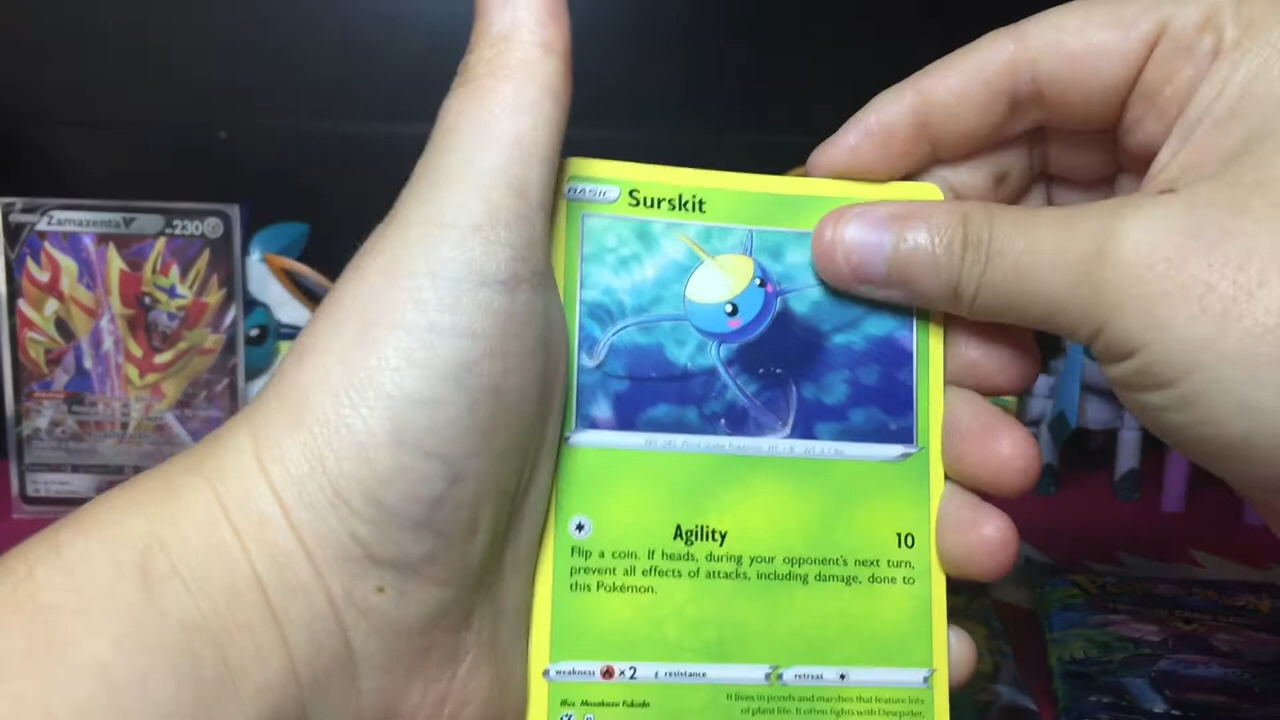 Zamazenta V 230
BASIC Surskit
Agility 10
Flip a coin. If heads, during your opponent's next turn,
prevent all effects of attacks, including damage, done to
this Pokémon.
weakness ×2 resistance retreat
Illus. Masakazu Fukuda
It lives in ponds and marshes that feature lots
of plant life. It often fights with Dewpider,